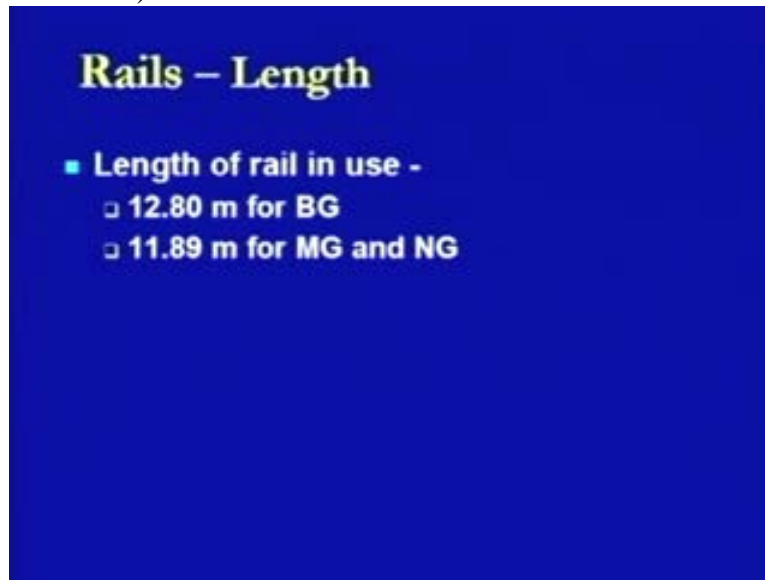 Rails – Length
Length of rail in use -
12.80 m for BG
11.89 m for MG and NG